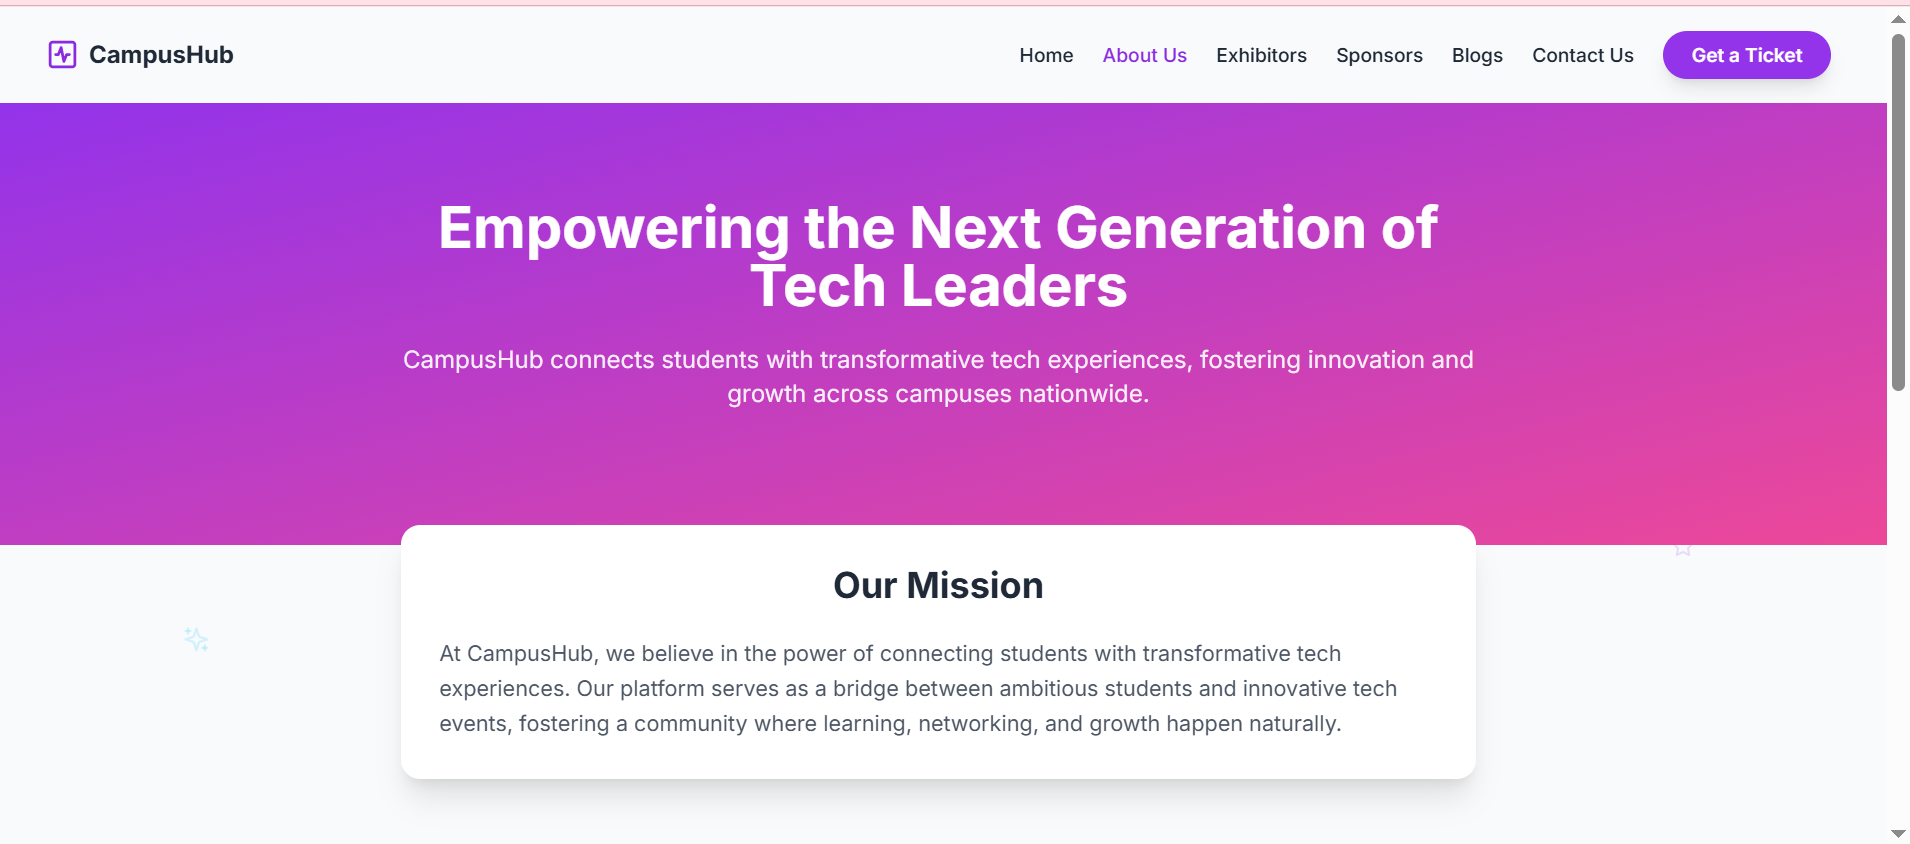 CampusHub
Home
About Us
Exhibitors
Sponsors
Blogs
Contact Us
Get a Ticket
Empowering the Next Generation of
Tech Leaders
CampusHub connects students with transformative tech experiences, fostering innovation and
growth across campuses nationwide.
Our Mission
At CampusHub, we believe in the power of connecting students with transformative tech
experiences. Our platform serves as a bridge between ambitious students and innovative tech
events, fostering a community where learning, networking, and growth happen naturally.